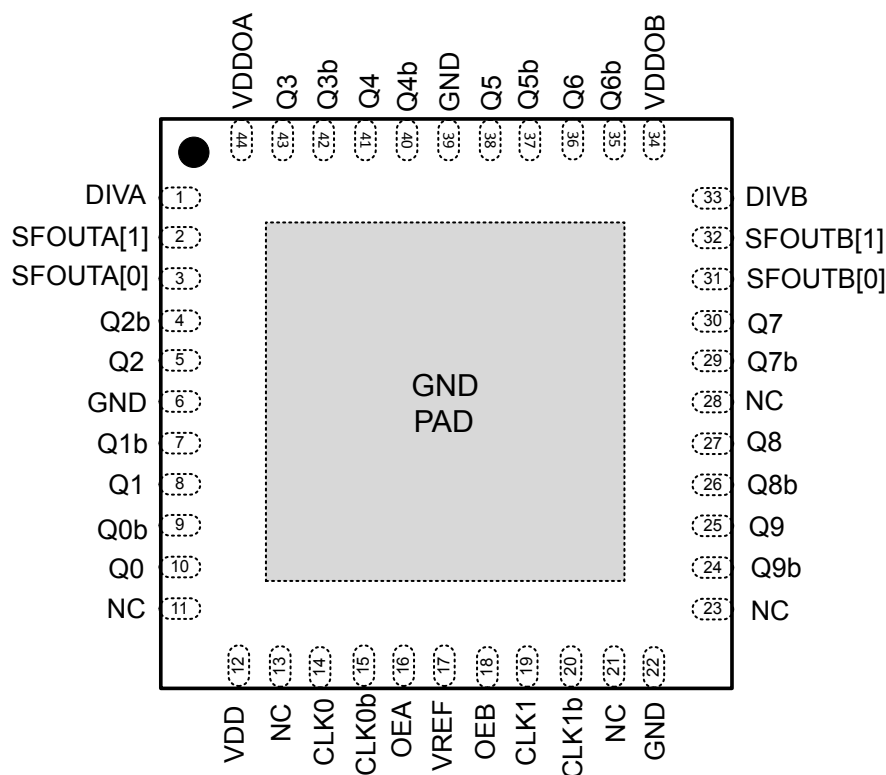 VDDOA
Q3
Q3b
Q4
Q4b
GND
Q5
Q5b
Q6
Q6b
VDDOB
44
43
42
41
40
39
38
37
36
35
34
DIVA 1
SFOUTA[1] 2
SFOUTA[0] 3
Q2b 4
Q2 5
GND 6
Q1b 7
Q1 8
Q0b 9
Q0 10
NC 11
GND
PAD
33 DIVB
32 SFOUTB[1]
31 SFOUTB[0]
30 Q7
29 Q7b
28 NC
27 Q8
26 Q8b
25 Q9
24 Q9b
23 NC
12
13
14
15
16
17
18
19
20
21
22
VDD
NC
CLK0
CLK0b
OEA
VREF
OEB
CLK1
CLK1b
NC
GND